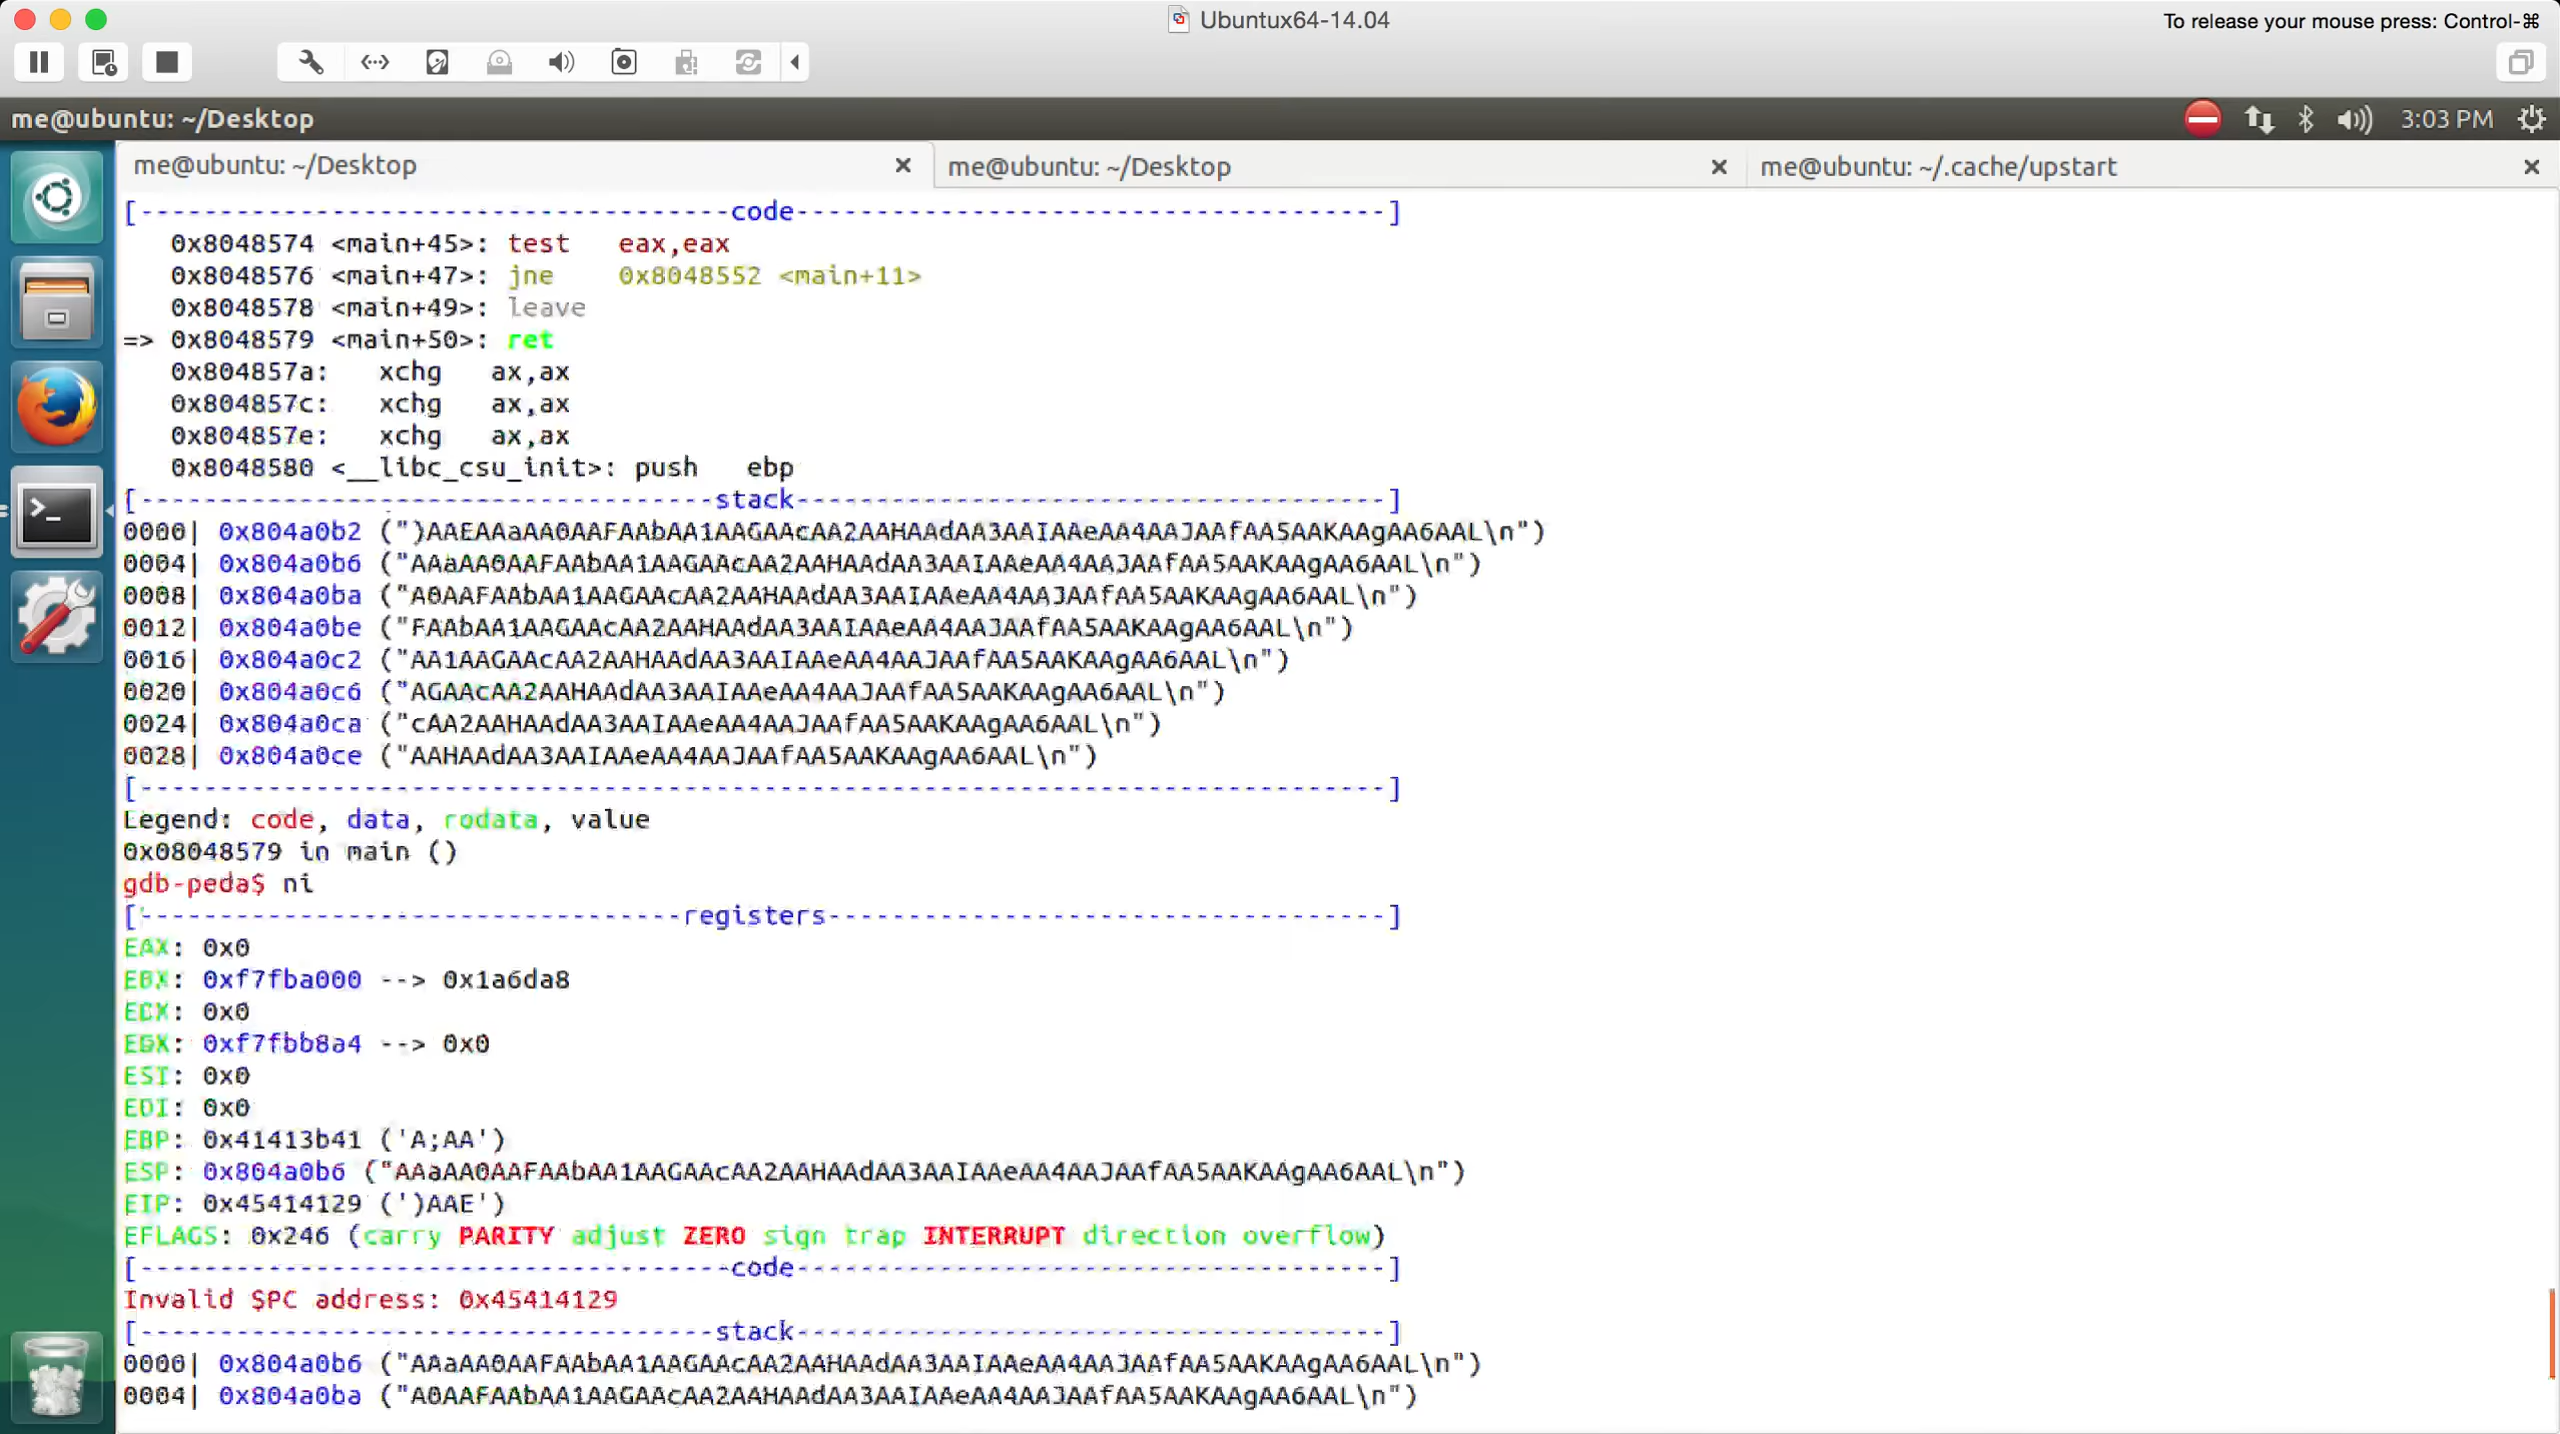 Ubuntux64-14.04
To release your mouse press: Control-⌘
me@ubuntu: ~/Desktop
3:03 PM
me@ubuntu: ~/Desktop
me@ubuntu: ~/Desktop
me@ubuntu: ~/.cache/upstart
[-------------------------------------code-------------------------------------]
   0x8048574 <main+45>: test   eax,eax
   0x8048576 <main+47>: jne    0x8048552 <main+11>
   0x8048578 <main+49>: leave
=> 0x8048579 <main+50>: ret
   0x804857a:   xchg   ax,ax
   0x804857c:   xchg   ax,ax
   0x804857e:   xchg   ax,ax
   0x8048580 <__libc_csu_init>: push   ebp
[------------------------------------stack-------------------------------------]
0000| 0x804a0b2 (")AAEAAaAA0AAFAAbAA1AAGAAcAA2AAHAAdAA3AAIAAeAA4AAJAAfAA5AAKAAgAA6AAL\n")
0004| 0x804a0b6 ("AAaAA0AAFAAbAA1AAGAAcAA2AAHAAdAA3AAIAAeAA4AAJAAfAA5AAKAAgAA6AAL\n")
0008| 0x804a0ba ("A0AAFAAbAA1AAGAAcAA2AAHAAdAA3AAIAAeAA4AAJAAfAA5AAKAAgAA6AAL\n")
0012| 0x804a0be ("FAAbAA1AAGAAcAA2AAHAAdAA3AAIAAeAA4AAJAAfAA5AAKAAgAA6AAL\n")
0016| 0x804a0c2 ("AA1AAGAAcAA2AAHAAdAA3AAIAAeAA4AAJAAfAA5AAKAAgAA6AAL\n")
0020| 0x804a0c6 ("AGAAcAA2AAHAAdAA3AAIAAeAA4AAJAAfAA5AAKAAgAA6AAL\n")
0024| 0x804a0ca ("cAA2AAHAAdAA3AAIAAeAA4AAJAAfAA5AAKAAgAA6AAL\n")
0028| 0x804a0ce ("AAHAAdAA3AAIAAeAA4AAJAAfAA5AAKAAgAA6AAL\n")
[------------------------------------------------------------------------------]
Legend: code, data, rodata, value
0x08048579 in main ()
gdb-peda$ ni
[----------------------------------registers-----------------------------------]
EAX: 0x0
EBX: 0xf7fba000 --> 0x1a6da8
ECX: 0x0
EDX: 0xf7fbb8a4 --> 0x0
ESI: 0x0
EDI: 0x0
EBP: 0x41413b41 ('A;AA')
ESP: 0x804a0b6 ("AAaAA0AAFAAbAA1AAGAAcAA2AAHAAdAA3AAIAAeAA4AAJAAfAA5AAKAAgAA6AAL\n")
EIP: 0x45414129 (')AAE')
EFLAGS: 0x246 (carry PARITY adjust ZERO sign trap INTERRUPT direction overflow)
[-------------------------------------code-------------------------------------]
Invalid $PC address: 0x45414129
[------------------------------------stack-------------------------------------]
0000| 0x804a0b6 ("AAaAA0AAFAAbAA1AAGAAcAA2AAHAAdAA3AAIAAeAA4AAJAAfAA5AAKAAgAA6AAL\n")
0004| 0x804a0ba ("A0AAFAAbAA1AAGAAcAA2AAHAAdAA3AAIAAeAA4AAJAAfAA5AAKAAgAA6AAL\n")